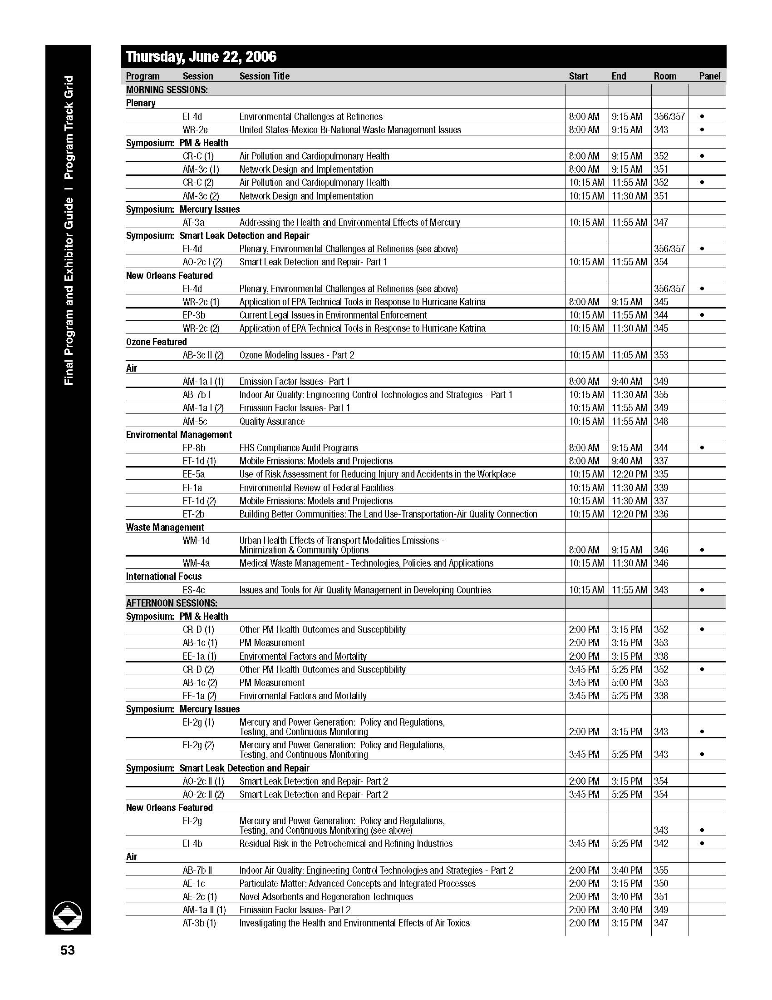 Final Program and Exhibitor Guide | Program Track Grid
Thursday, June 22, 2006
Program Session Session Title Start End Room Panel
MORNING SESSIONS:
Plenary
EI-4d Environmental Challenges at Refineries 8:00 AM 9:15 AM 356/357 •
WR-2e United States-Mexico Bi-National Waste Management Issues 8:00 AM 9:15 AM 343 •
Symposium: PM & Health
CR-C (1) Air Pollution and Cardiopulmonary Health 8:00 AM 9:15 AM 352 •
AM-3c (1) Network Design and Implementation 8:00 AM 9:15 AM 351
CR-C (2) Air Pollution and Cardiopulmonary Health 10:15 AM 11:55 AM 352 •
AM-3c (2) Network Design and Implementation 10:15 AM 11:30 AM 351
Symposium: Mercury Issues
AT-3a Addressing the Health and Environmental Effects of Mercury 10:15 AM 11:55 AM 347
Symposium: Smart Leak Detection and Repair
EI-4d Plenary, Environmental Challenges at Refineries (see above) 356/357 •
AO-2c I (2) Smart Leak Detection and Repair- Part 1 10:15 AM 11:55 AM 354
New Orleans Featured
EI-4d Plenary, Environmental Challenges at Refineries (see above) 356/357 •
WR-2c (1) Application of EPA Technical Tools in Response to Hurricane Katrina 8:00 AM 9:15 AM 345
EP-3b Current Legal Issues in Environmental Enforcement 10:15 AM 11:55 AM 344 •
WR-2c (2) Application of EPA Technical Tools in Response to Hurricane Katrina 10:15 AM 11:30 AM 345
Ozone Featured
AB-3c II (2) Ozone Modeling Issues - Part 2 10:15 AM 11:05 AM 353
Air
AM-1a I (1) Emission Factor Issues- Part 1 8:00 AM 9:40 AM 349
AB-7b I Indoor Air Quality: Engineering Control Technologies and Strategies - Part 1 10:15 AM 11:30 AM 355
AM-1a I (2) Emission Factor Issues- Part 1 10:15 AM 11:55 AM 349
AM-5c Quality Assurance 10:15 AM 11:55 AM 348
Enviromental Management
EP-8b EHS Compliance Audit Programs 8:00 AM 9:15 AM 344 •
ET-1d (1) Mobile Emissions: Models and Projections 8:00 AM 9:40 AM 337
EE-5a Use of Risk Assessment for Reducing Injury and Accidents in the Workplace 10:15 AM 12:20 PM 335
EI-1a Environmental Review of Federal Facilities 10:15 AM 11:30 AM 339
ET-1d (2) Mobile Emissions: Models and Projections 10:15 AM 11:30 AM 337
ET-2b Building Better Communities: The Land Use-Transportation-Air Quality Connection 10:15 AM 12:20 PM 336
Waste Management
WM-1d Urban Health Effects of Transport Modalities Emissions -
Minimization & Community Options 8:00 AM 9:15 AM 346 •
WM-4a Medical Waste Management - Technologies, Policies and Applications 10:15 AM 11:30 AM 346
International Focus
ES-4c Issues and Tools for Air Quality Management in Developing Countries 10:15 AM 11:55 AM 343 •
AFTERNOON SESSIONS:
Symposium: PM & Health
CR-D (1) Other PM Health Outcomes and Susceptibility 2:00 PM 3:15 PM 352 •
AB-1c (1) PM Measurement 2:00 PM 3:15 PM 353
EE-1a (1) Enviromental Factors and Mortality 2:00 PM 3:15 PM 338
CR-D (2) Other PM Health Outcomes and Susceptibility 3:45 PM 5:25 PM 352 •
AB-1c (2) PM Measurement 3:45 PM 5:00 PM 353
EE-1a (2) Enviromental Factors and Mortality 3:45 PM 5:25 PM 338
Symposium: Mercury Issues
EI-2g (1) Mercury and Power Generation: Policy and Regulations,
Testing, and Continuous Monitoring 2:00 PM 3:15 PM 343 •
EI-2g (2) Mercury and Power Generation: Policy and Regulations,
Testing, and Continuous Monitoring 3:45 PM 5:25 PM 343 •
Symposium: Smart Leak Detection and Repair
AO-2c II (1) Smart Leak Detection and Repair- Part 2 2:00 PM 3:15 PM 354
AO-2c II (2) Smart Leak Detection and Repair- Part 2 3:45 PM 5:25 PM 354
New Orleans Featured
EI-2g Mercury and Power Generation: Policy and Regulations,
Testing, and Continuous Monitoring (see above) 343 •
EI-4b Residual Risk in the Petrochemical and Refining Industries 3:45 PM 5:25 PM 342 •
Air
AB-7b II Indoor Air Quality: Engineering Control Technologies and Strategies - Part 2 2:00 PM 3:40 PM 355
AE-1c Particulate Matter: Advanced Concepts and Integrated Processes 2:00 PM 3:15 PM 350
AE-2c (1) Novel Adsorbents and Regeneration Techniques 2:00 PM 3:40 PM 351
AM-1a II (1) Emission Factor Issues- Part 2 2:00 PM 3:40 PM 349
AT-3b (1) Investigating the Health and Environmental Effects of Air Toxics 2:00 PM 3:15 PM 347
53